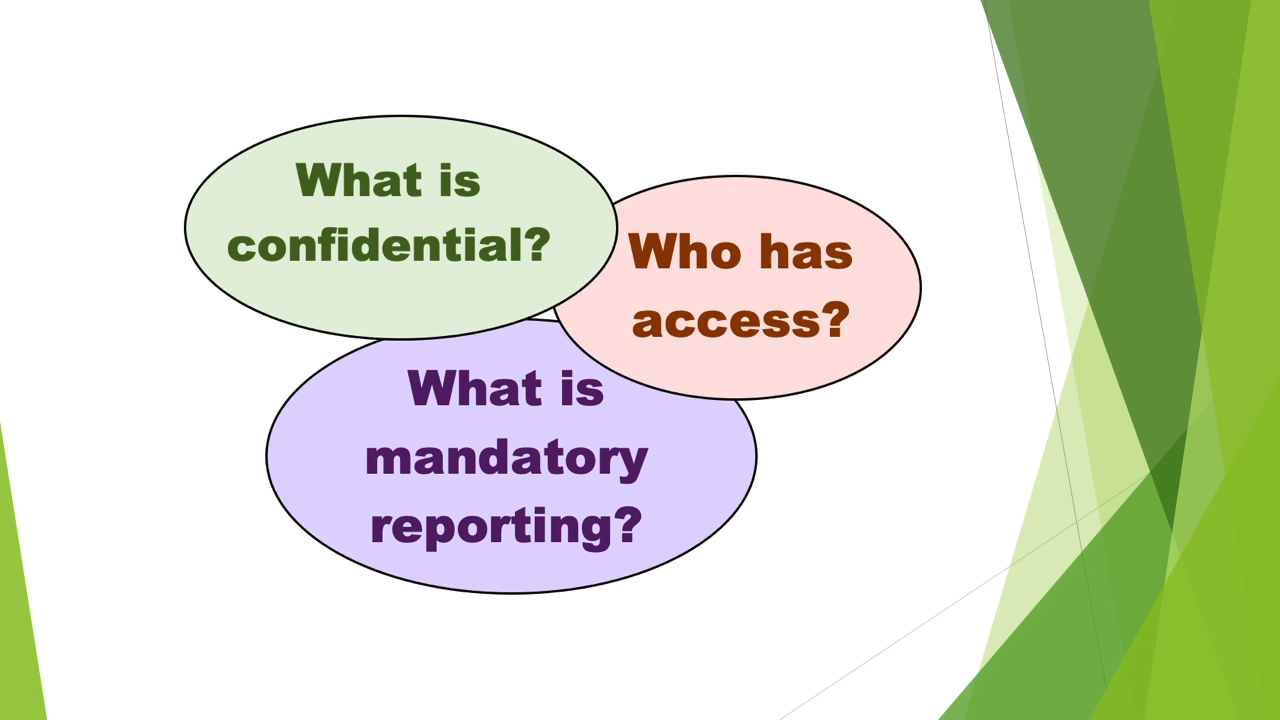 What is
confidential?
Who has
access?
What is
mandatory
reporting?